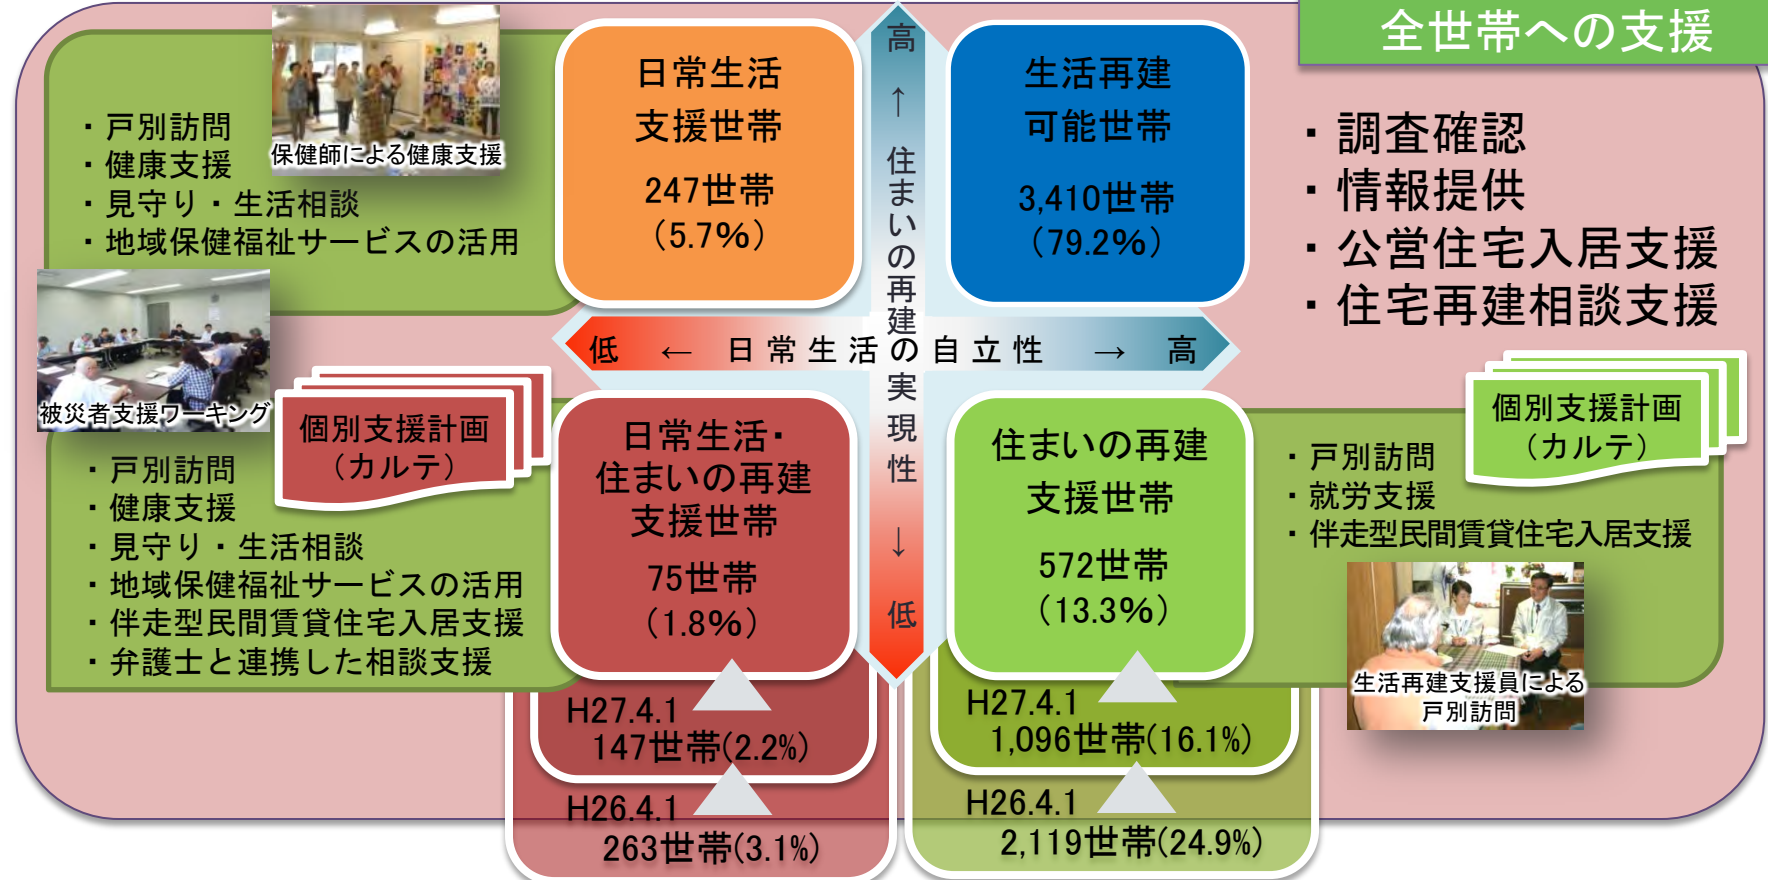 全世帯への支援
・調査確認
・情報提供
・公営住宅入居支援
・住宅再建相談支援
・戸別訪問
・健康支援
・見守り・生活相談
・地域保健福祉サービスの活用
保健師による健康支援
日常生活
支援世帯
247世帯
（5.7%）
生活再建
可能世帯
3,410世帯
（79.2%）
高 ↑ 住まいの再建の実現性 ↓ 低
低 ← 日常生活の自立性 → 高
被災者支援ワーキング
個別支援計画
（カルテ）
・戸別訪問
・健康支援
・見守り・生活相談
・地域保健福祉サービスの活用
・伴走型民間賃貸住宅入居支援
・弁護士と連携した相談支援
日常生活・
住まいの再建
支援世帯
75世帯
（1.8%）
H27.4.1
147世帯(2.2%)
H26.4.1
263世帯(3.1%)
住まいの再建
支援世帯
572世帯
（13.3%）
H27.4.1
1,096世帯(16.1%)
H26.4.1
2,119世帯(24.9%)
個別支援計画
（カルテ）
・戸別訪問
・就労支援
・伴走型民間賃貸住宅入居支援
生活再建支援員による
戸別訪問